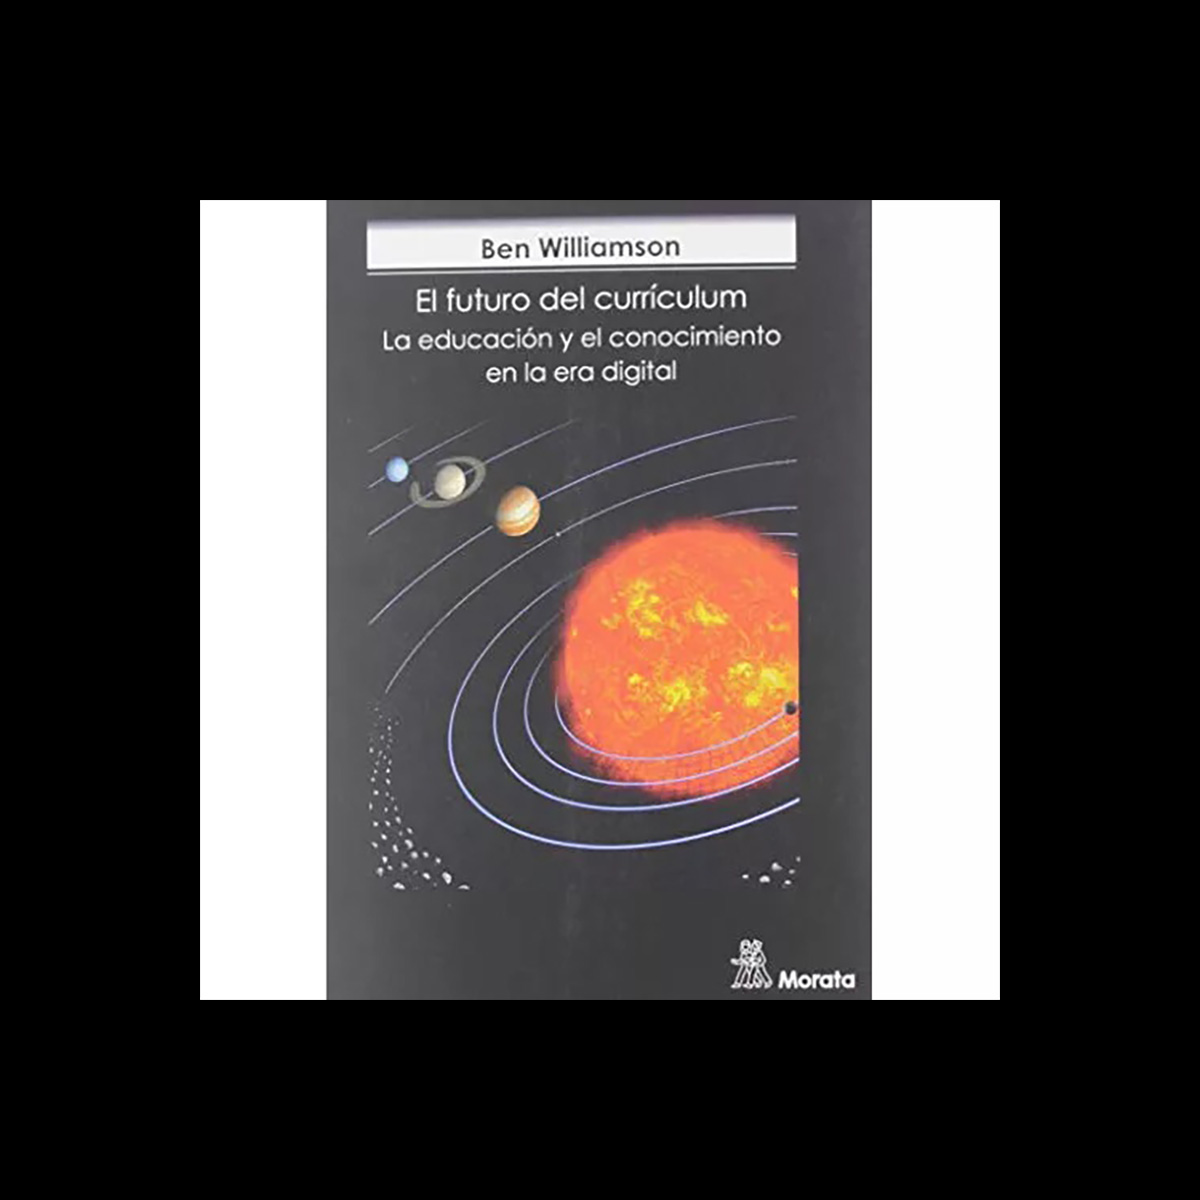 Ben Williamson
El futuro del currículum
La educación y el conocimiento
en la era digital
Morata